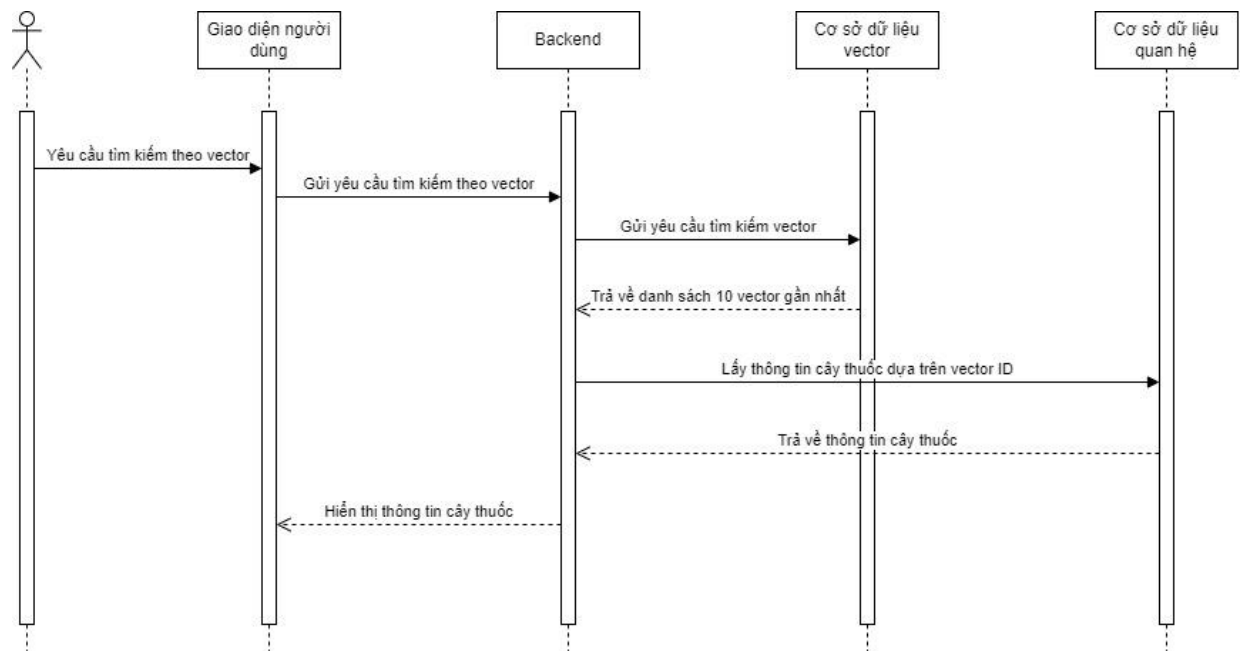 Giao diện người
dùng
Backend
Cơ sở dữ liệu
vector
Cơ sở dữ liệu
quan hệ
Yêu cầu tìm kiếm theo vector
Gửi yêu cầu tìm kiếm theo vector
Gửi yêu cầu tìm kiếm vector
Trả về danh sách 10 vector gần nhất
Lấy thông tin cây thuốc dựa trên vector ID
Trả về thông tin cây thuốc
Hiển thị thông tin cây thuốc